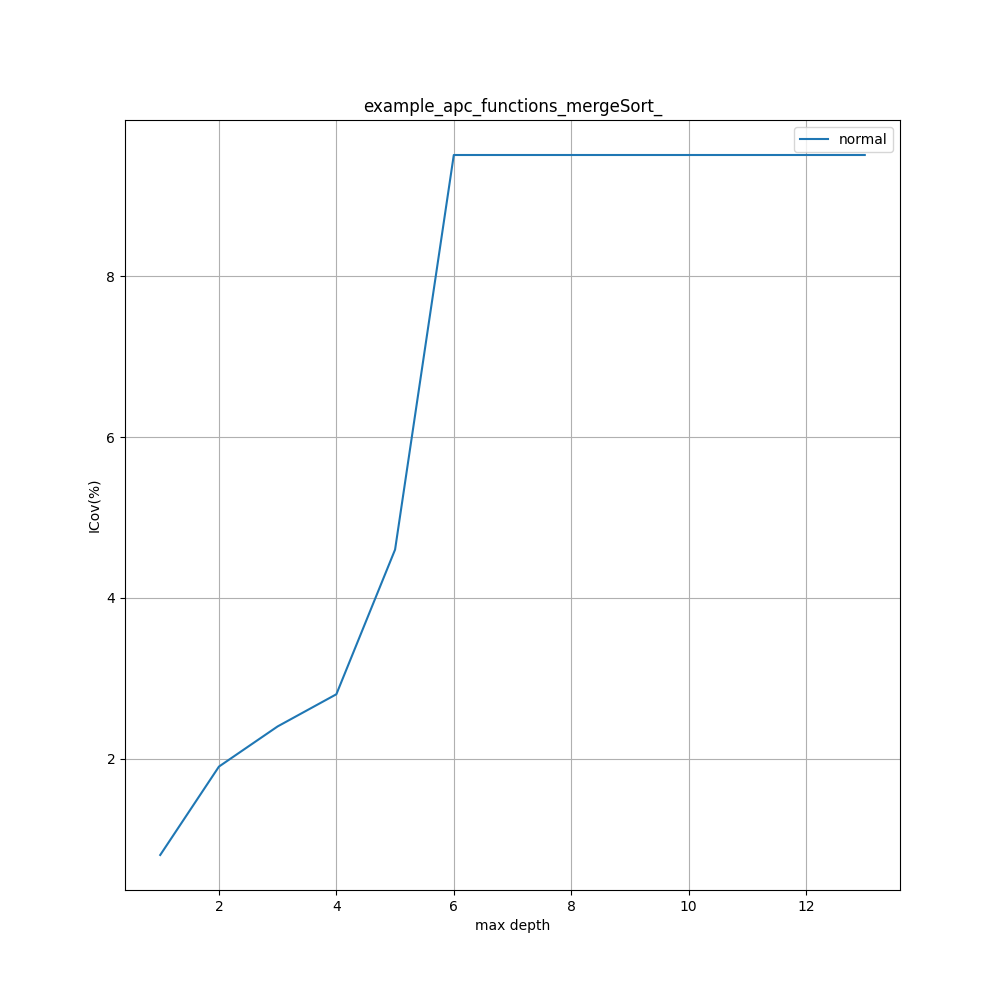 example_apc_functions_mergeSort_
normal
8
6
4
2
ICov(%)
2 4 6 8 10 12
max depth